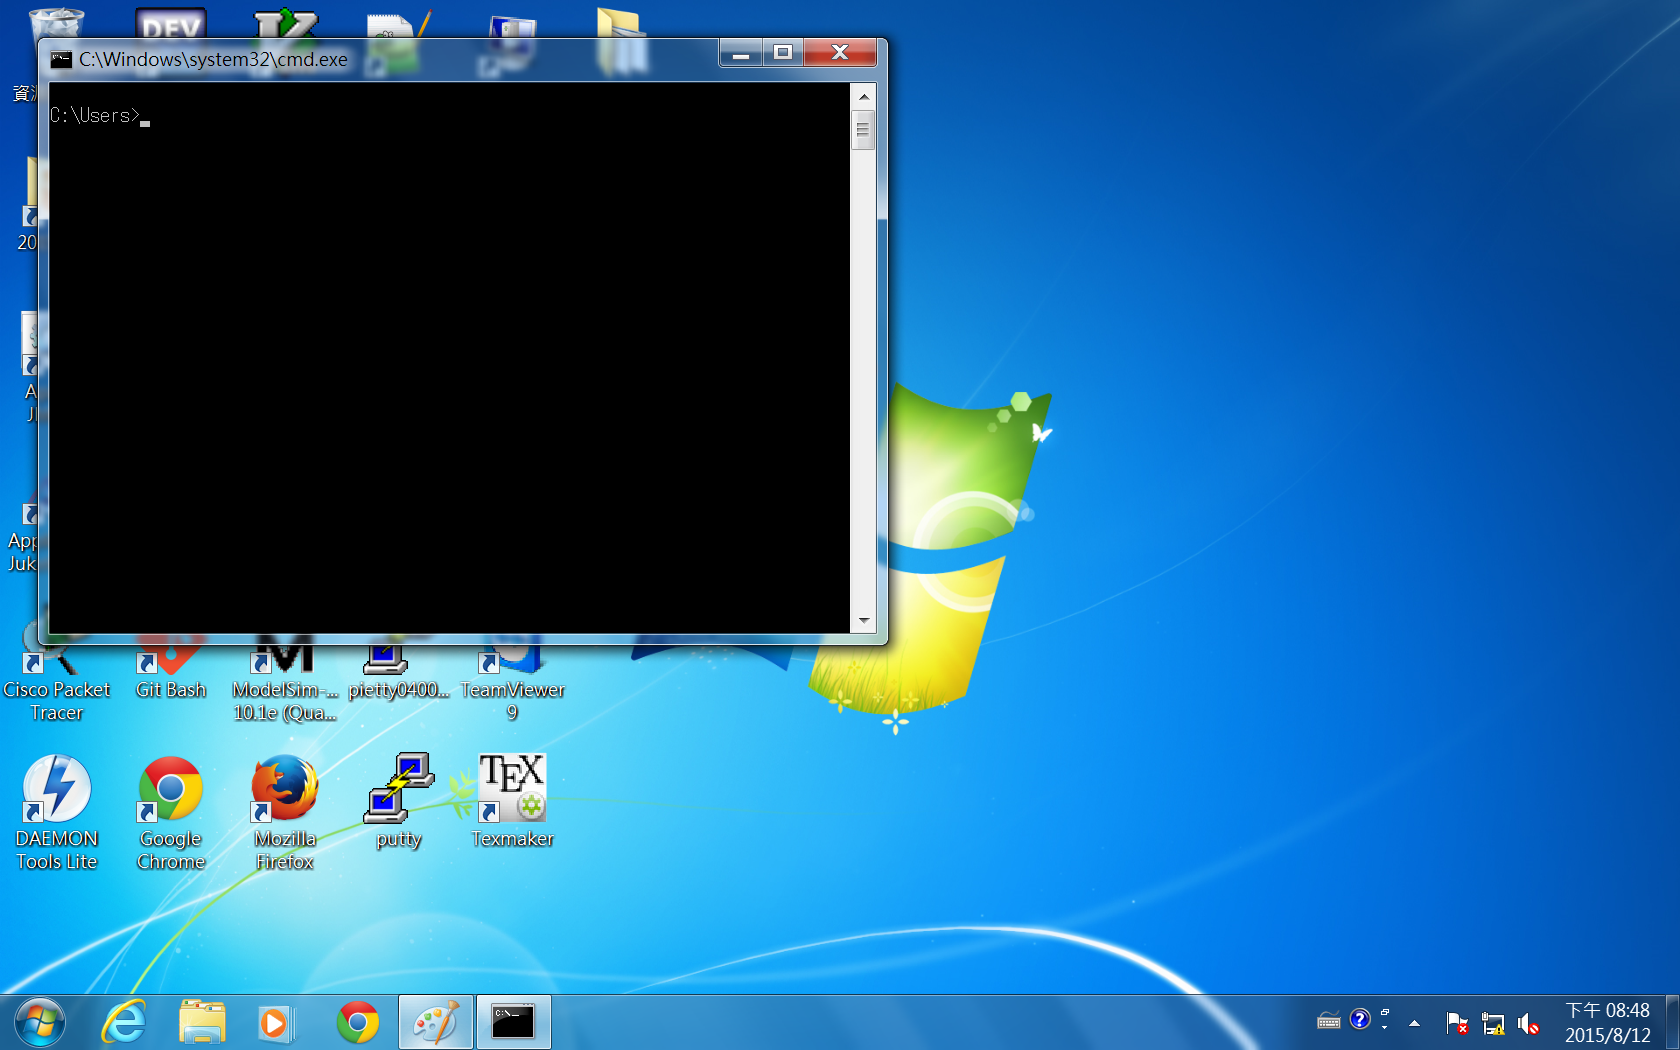 DEV
C:\Windows\system32\cmd.exe
C:\Users>
20
A
App
Juk
Cisco Packet
Tracer
Git Bash
ModelSim-...
10.1e (Qua...
pietty0400...
TeamViewer
9
DAEMON
Tools Lite
Google
Chrome
Mozilla
Firefox
putty
TEX
Texmaker
C:\_
下午 08:48
2015/8/12